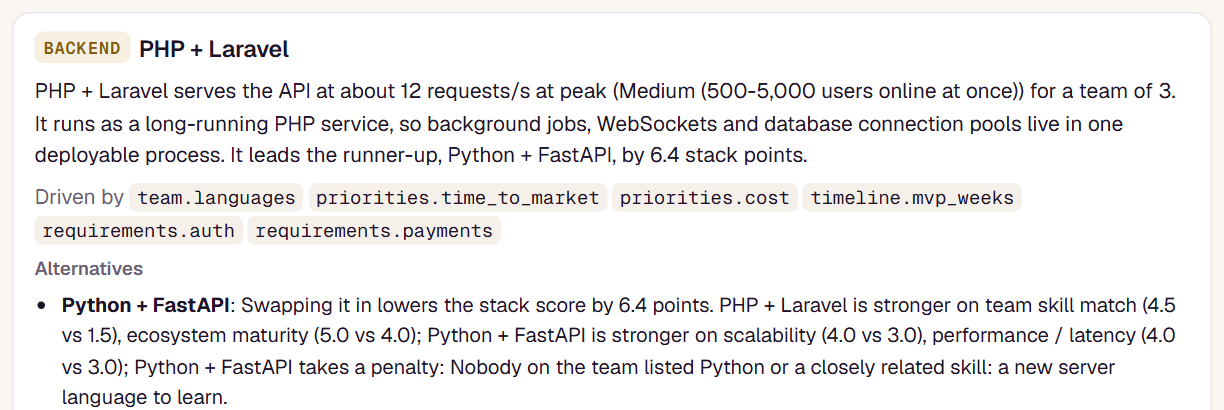 BACKEND PHP + Laravel
PHP + Laravel serves the API at about 12 requests/s at peak (Medium (500-5,000 users online at once)) for a team of 3.
It runs as a long-running PHP service, so background jobs, WebSockets and database connection pools live in one
deployable process. It leads the runner-up, Python + FastAPI, by 6.4 stack points.
Driven by team.languages priorities.time_to_market priorities.cost timeline.mvp_weeks
requirements.auth requirements.payments
Alternatives
• Python + FastAPI: Swapping it in lowers the stack score by 6.4 points. PHP + Laravel is stronger on team skill match (4.5
vs 1.5), ecosystem maturity (5.0 vs 4.0); Python + FastAPI is stronger on scalability (4.0 vs 3.0), performance / latency (4.0
vs 3.0); Python + FastAPI takes a penalty: Nobody on the team listed Python or a closely related skill: a new server
language to learn.